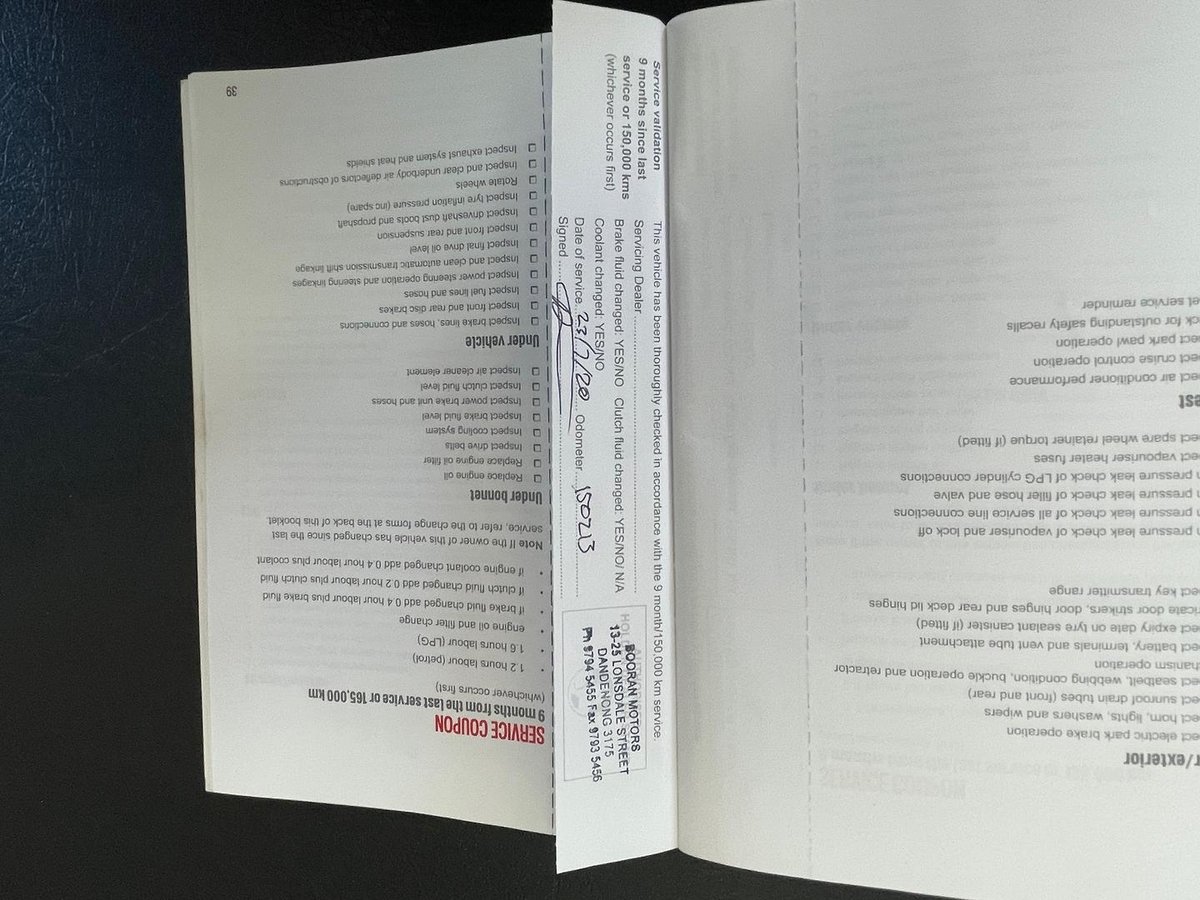 SERVICE COUPON
9 months from the last service or 165,000 km
(whichever occurs first)
• 1.2 hours labour (petrol)
• 1.6 hours labour (LPG)
• engine oil and filter change
• if brake fluid changed add 0.4 hour labour plus brake fluid
• if clutch fluid changed add 0.2 hour labour plus clutch fluid
• if engine coolant changed add 0.4 hour labour plus coolant
Note If the owner of this vehicle has changed since the last
service, refer to the change forms at the back of this booklet.
Under bonnet
❑ Replace engine oil
❑ Replace engine oil filter
❑ Inspect drive belts
❑ Inspect cooling system
❑ Inspect brake fluid level
❑ Inspect power brake unit and hoses
❑ Inspect clutch fluid level
❑ Inspect air cleaner element
Under vehicle
❑ Inspect brake lines, hoses and connections
❑ Inspect front and rear disc brakes
❑ Inspect fuel lines and hoses
❑ Inspect power steering operation and steering linkages
❑ Inspect and clean automatic transmission shift linkage
❑ Inspect final drive oil level
❑ Inspect front and rear suspension
❑ Inspect driveshaft dust boots and propshaft
❑ Inspect tyre inflation pressure (inc spare)
❑ Rotate wheels
❑ Inspect and clear underbody air deflectors of obstructions
❑ Inspect exhaust system and heat shields
39
Service validation
9 months since last
service or 150,000 kms
(whichever occurs first)
This vehicle has been thoroughly checked in accordance with the 9 month/150,000 km service.
Servicing Dealer
Brake fluid changed: YES/NO Clutch fluid changed: YES/NO/ N/A
Coolant changed: YES/NO
Date of service 23/7/20 Odometer 150213
Signed
BOORAN MOTORS
13-25 LONSDALE STREET
DANDENONG 3175
Ph 9794 5455 Fax 9793 5456
r/exterior
ect electric park brake operation
ect horn, lights, washers and wipers
ect sunroof drain tubes (front and rear)
ect seatbelt, webbing condition, buckle operation and retractor
chanism operation
ect battery, terminals and vent tube attachment
ect expiry date on tyre sealant canister (if fitted)
ricate door strikers, door hinges and rear deck lid hinges
ect key transmitter range
n pressure leak check of vapouriser and lock off
n pressure leak check of all service line connections
n pressure leak check of filler hose and valve
n pressure leak check of LPG cylinder connections
ect vapouriser heater fuses
ect spare wheel retainer torque (if fitted)
est
ect air conditioner performance
ect cruise control operation
ect park pawl operation
ck for outstanding safety recalls
et service reminder